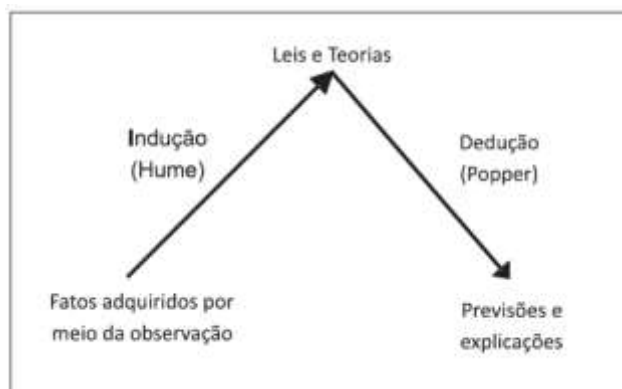 Leis e Teorias
Indução
(Hume)
Dedução
(Popper)
Fatos adquiridos por
meio da observação
Previsões e
explicações